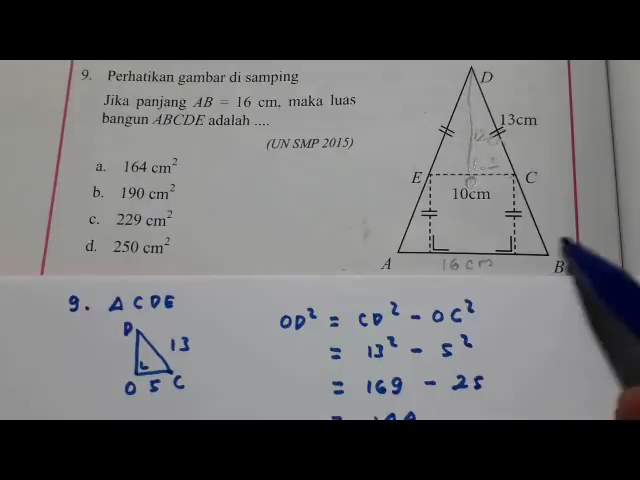 9. Perhatikan gambar di samping
Jika panjang AB = 16 cm, maka luas
bangun ABCDE adalah ....
(UN SMP 2015)
a. 164 cm²
b. 190 cm²
c. 229 cm²
d. 250 cm²
D
13cm
E
C
10cm
A
16 cm
B
9. △ CDE
D
13
O 5 C
OD² = CD² - OC²
= 13² - 5²
= 169 - 25